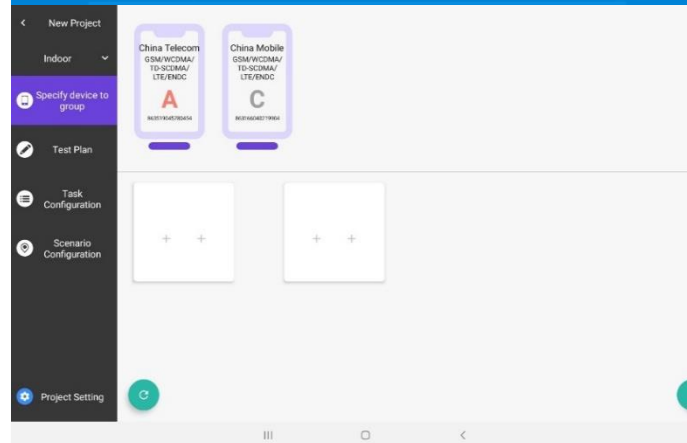 New Project
Indoor
Specify device to
group
Test Plan
Task
Configuration
Scenario
Configuration
Project Setting
China Telecom
GSM/WCDMA/
TD-SCDMA/
LTE/ENDC
A
China Mobile
GSM/WCDMA/
TD-SCDMA/
LTE/ENDC
C